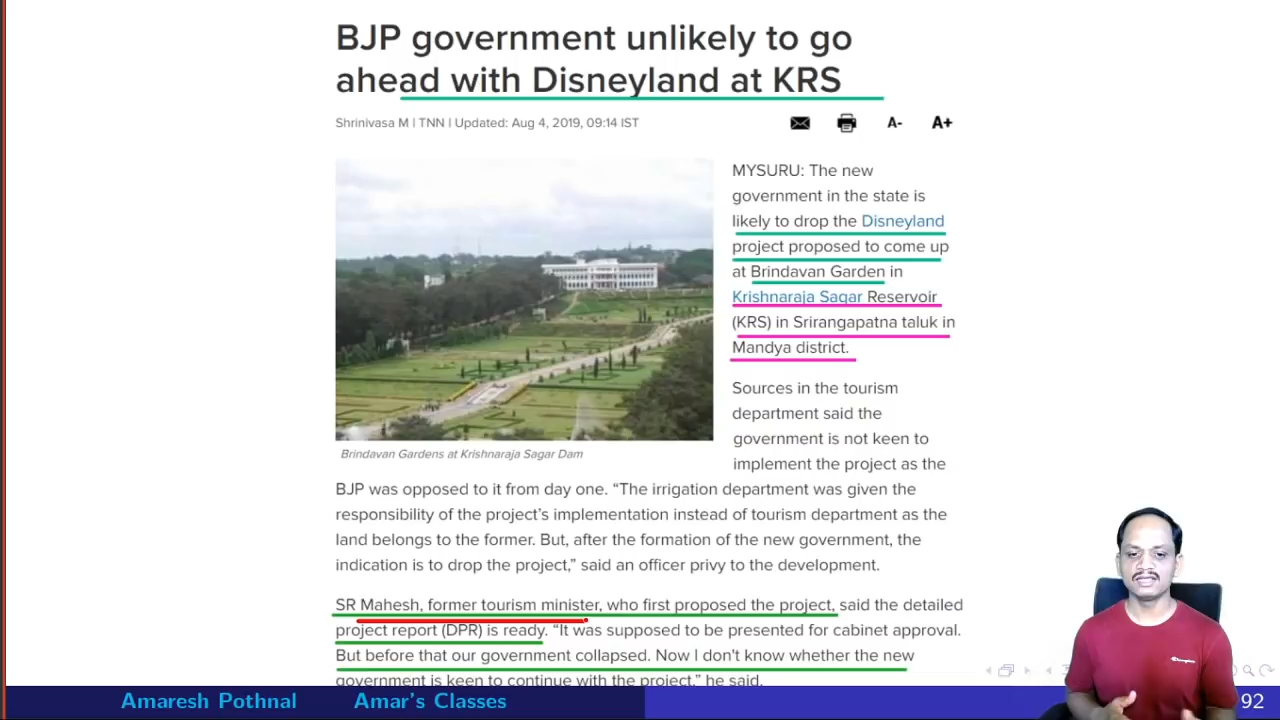 BJP government unlikely to go
ahead with Disneyland at KRS
Shrinivasa M | TNN | Updated: Aug 4, 2019, 09:14 IST
A-
A+
MYSURU: The new
government in the state is
likely to drop the Disneyland
project proposed to come up
at Brindavan Garden in
Krishnaraja Sagar Reservoir
(KRS) in Srirangapatna taluk in
Mandya district.
Sources in the tourism
department said the
government is not keen to
implement the project as the
Brindavan Gardens at Krishnaraja Sagar Dam
BJP was opposed to it from day one. “The irrigation department was given the
responsibility of the project's implementation instead of tourism department as the
land belongs to the former. But, after the formation of the new government, the
indication is to drop the project,” said an officer privy to the development.
SR Mahesh, former tourism minister, who first proposed the project, said the detailed
project report (DPR) is ready. “It was supposed to be presented for cabinet approval.
But before that our government collapsed. Now I don't know whether the new
government is keen to continue with the project,” he said.
Champion
Amaresh Pothnal Amar's Classes
92